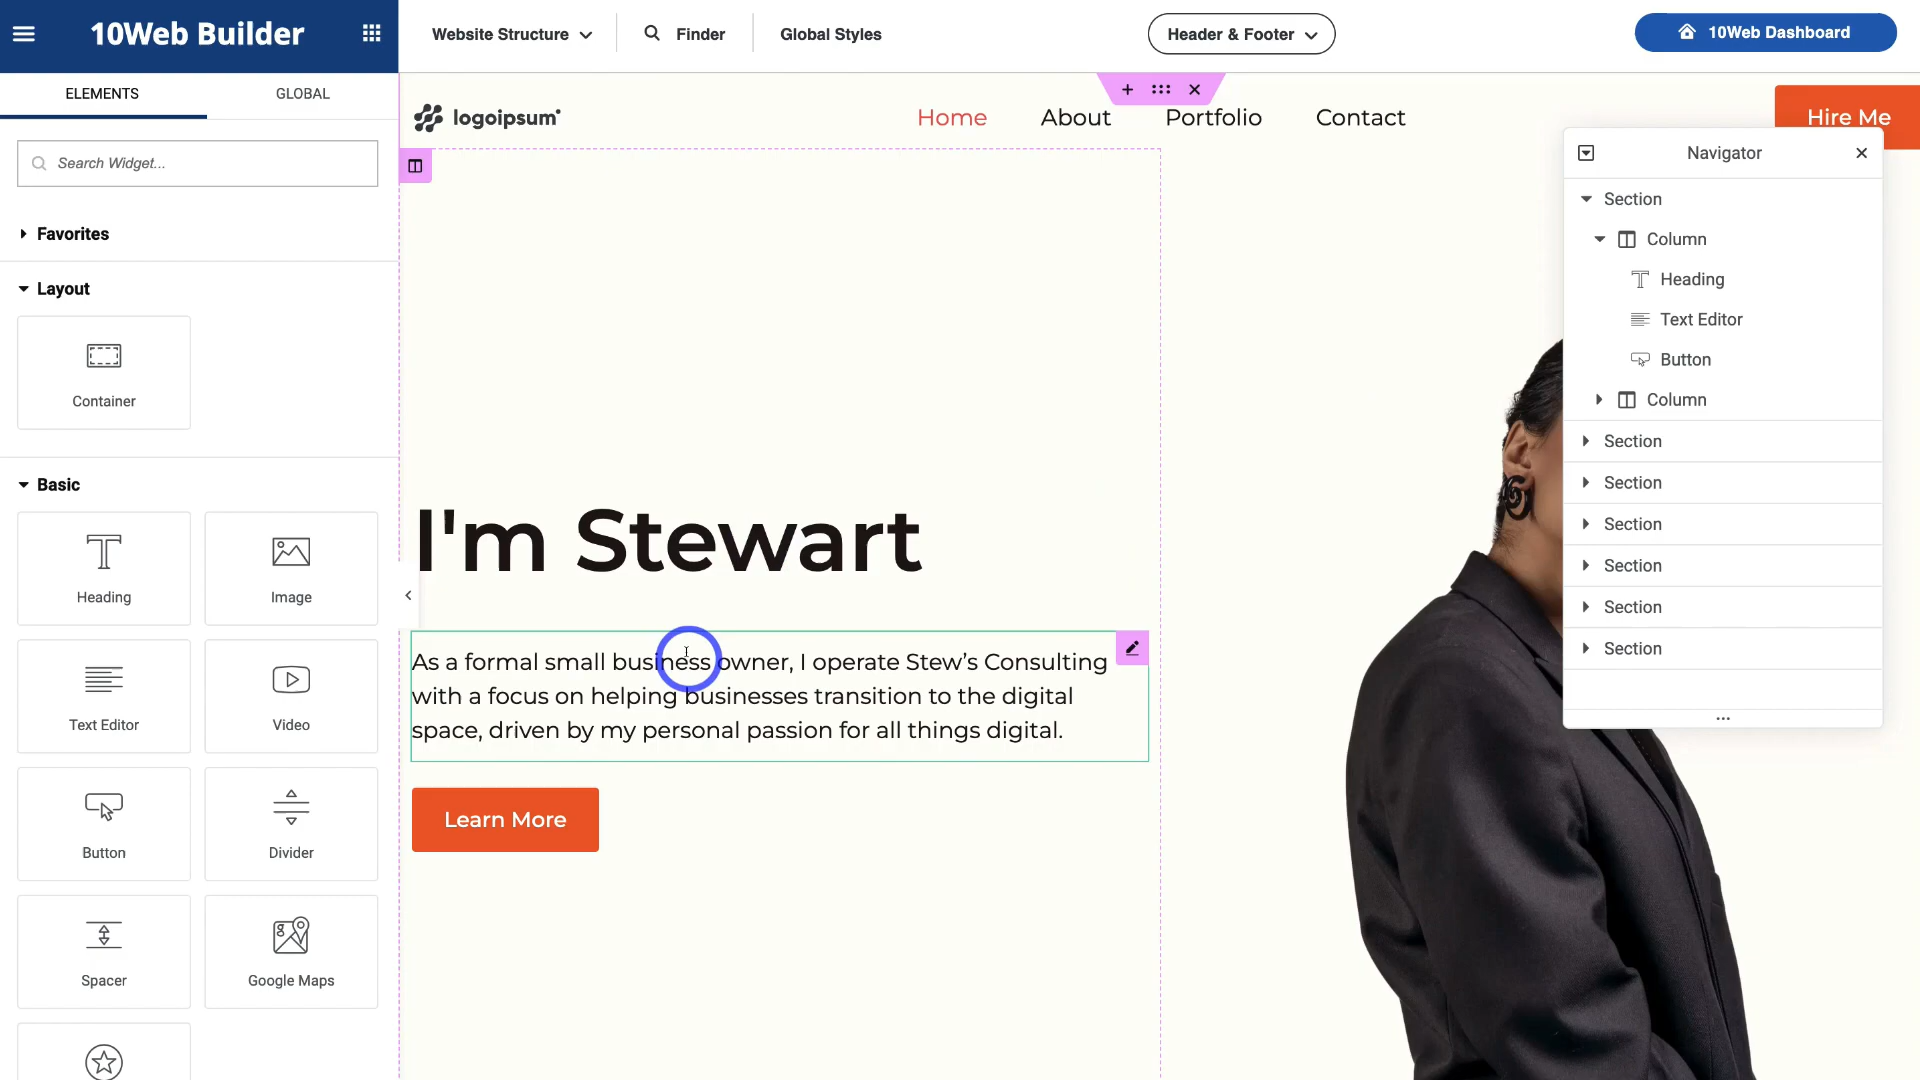 10Web Builder
Website Structure
Finder
Global Styles
Header & Footer
10Web Dashboard
ELEMENTS
GLOBAL
Search Widget...
Favorites
Layout
Container
Basic
Heading
Image
Text Editor
Video
Button
Divider
Spacer
Google Maps
logoipsum
Home
About
Portfolio
Contact
Hire Me
I'm Stewart
As a formal small business owner, I operate Stew’s Consulting
with a focus on helping businesses transition to the digital
space, driven by my personal passion for all things digital.
Learn More
Navigator
Section
Column
Heading
Text Editor
Button
Column
Section
Section
Section
Section
Section
Section